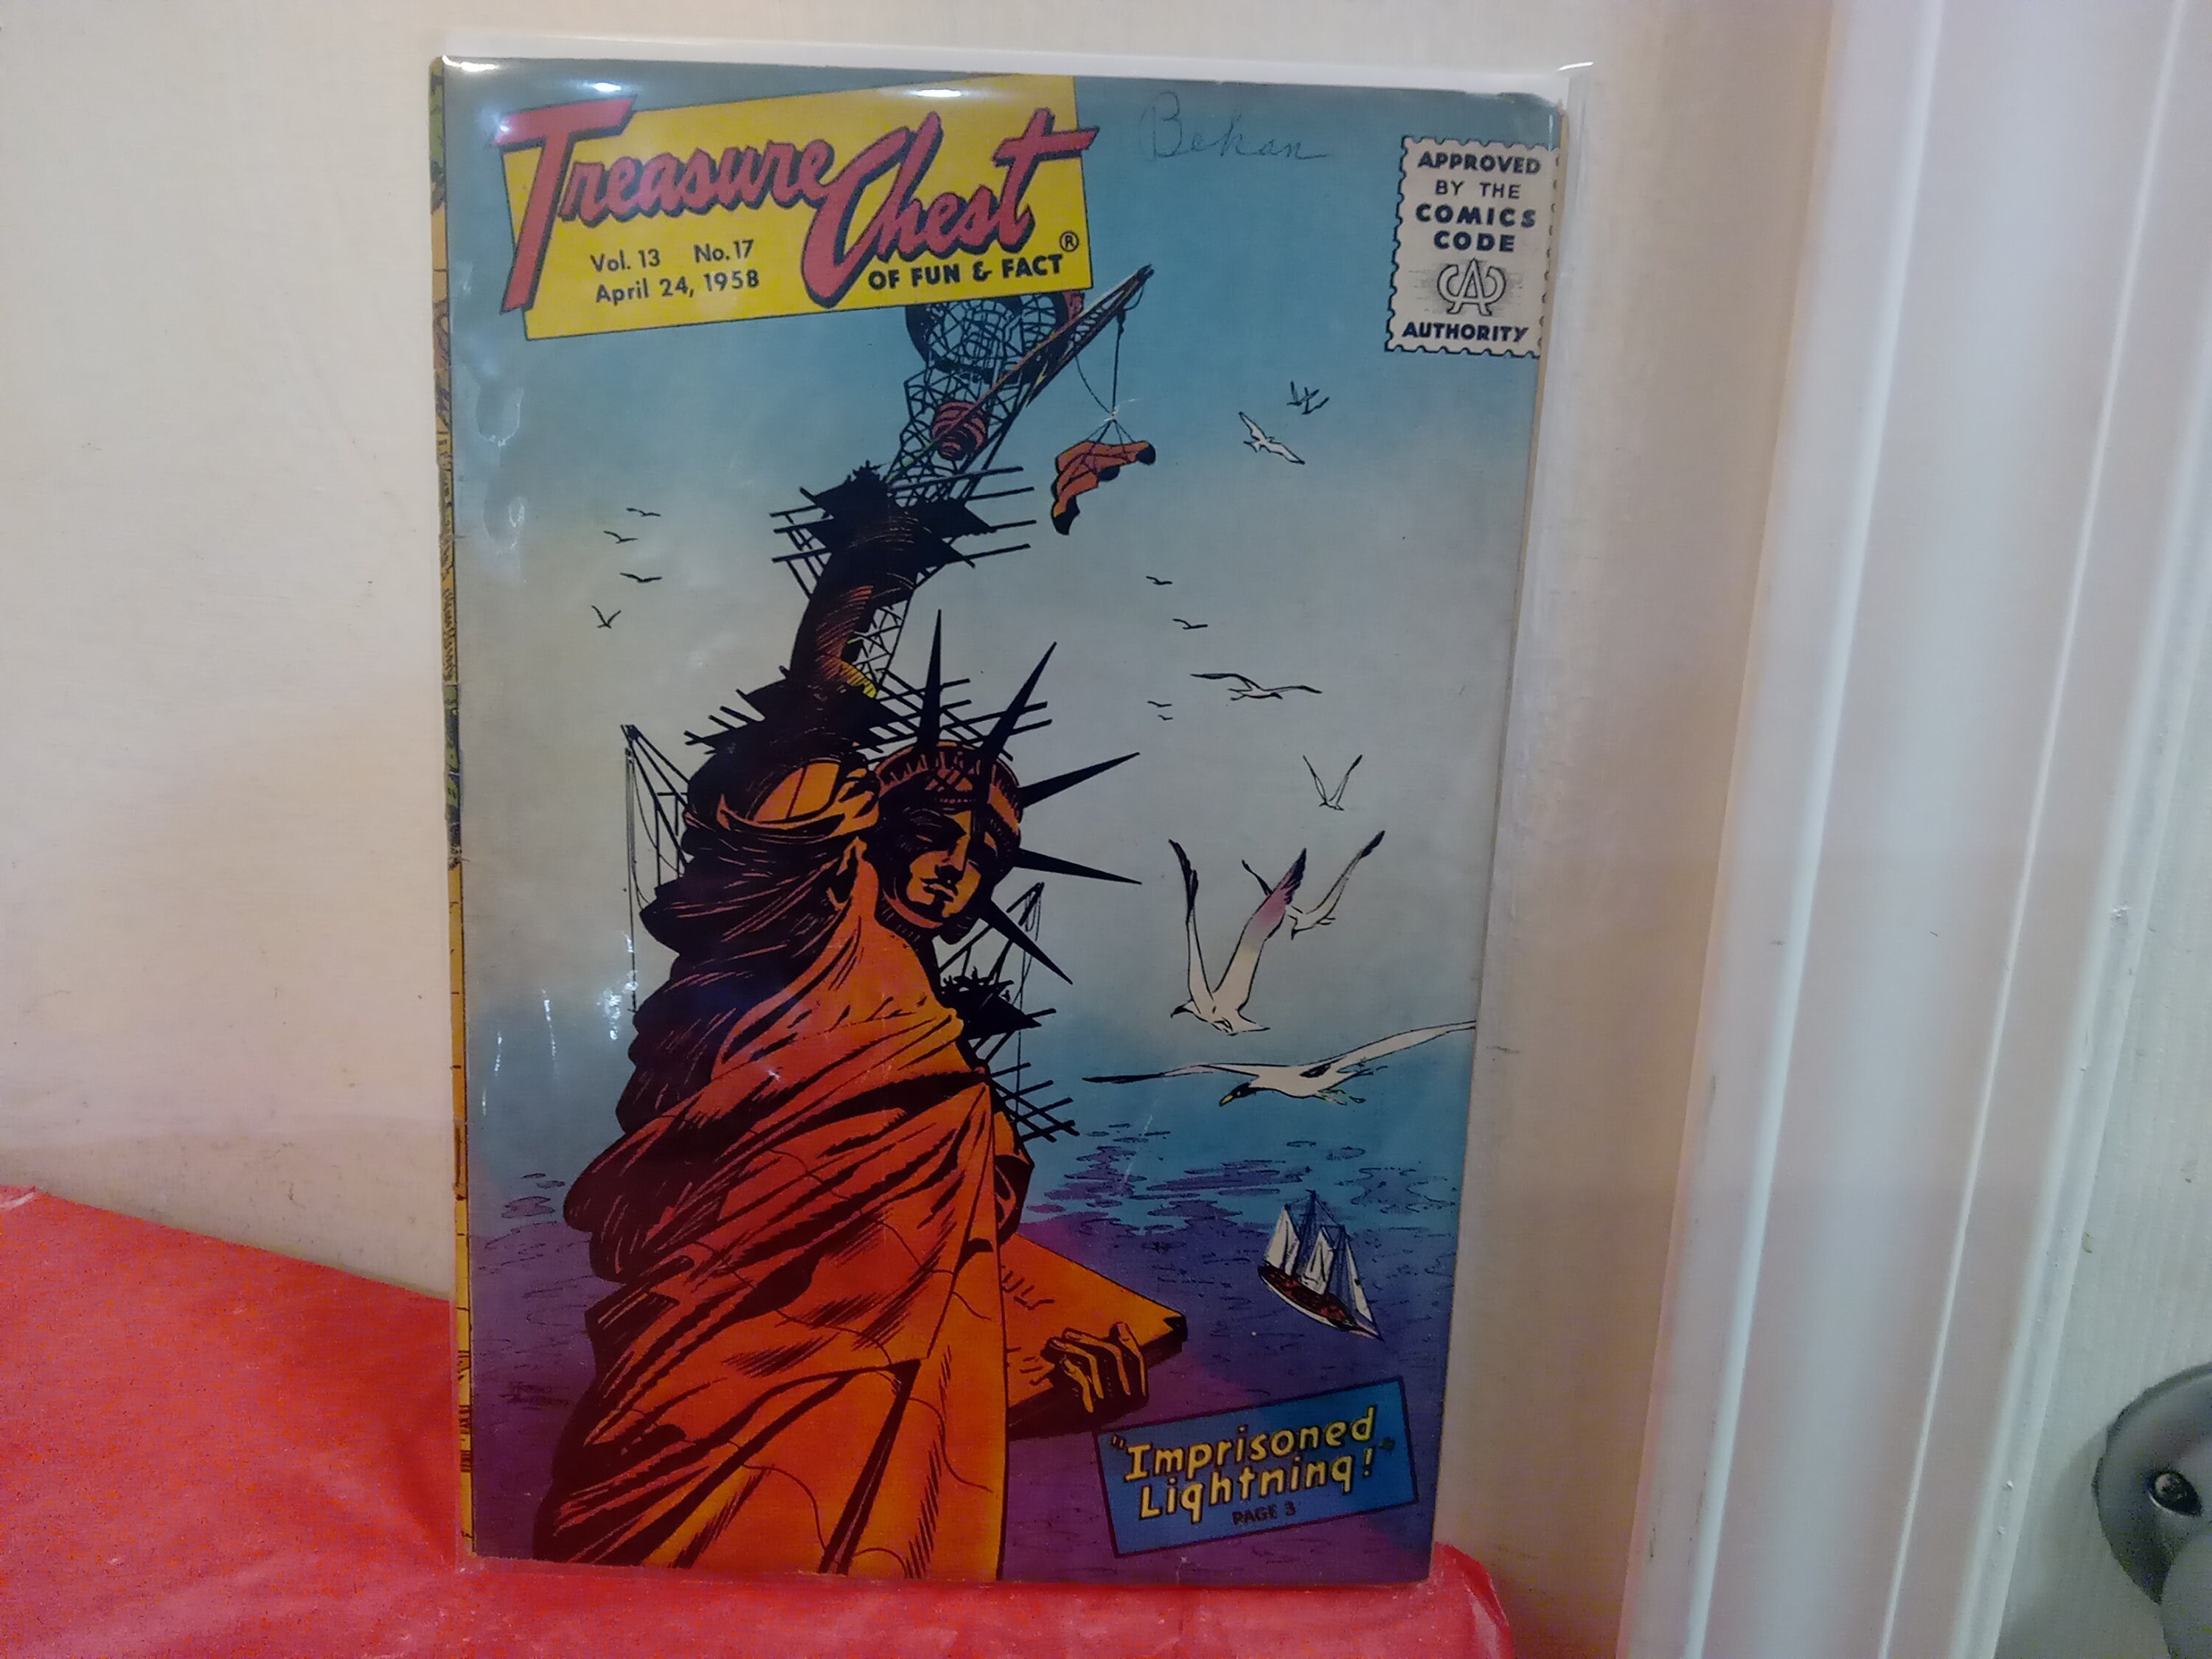 Treasure Chest
OF FUN & FACT®
Vol. 13 No. 17
April 24, 1958
Bekan
APPROVED
BY THE
COMICS
CODE
CA
AUTHORITY
"Imprisoned
Lightning!"
PAGE 3